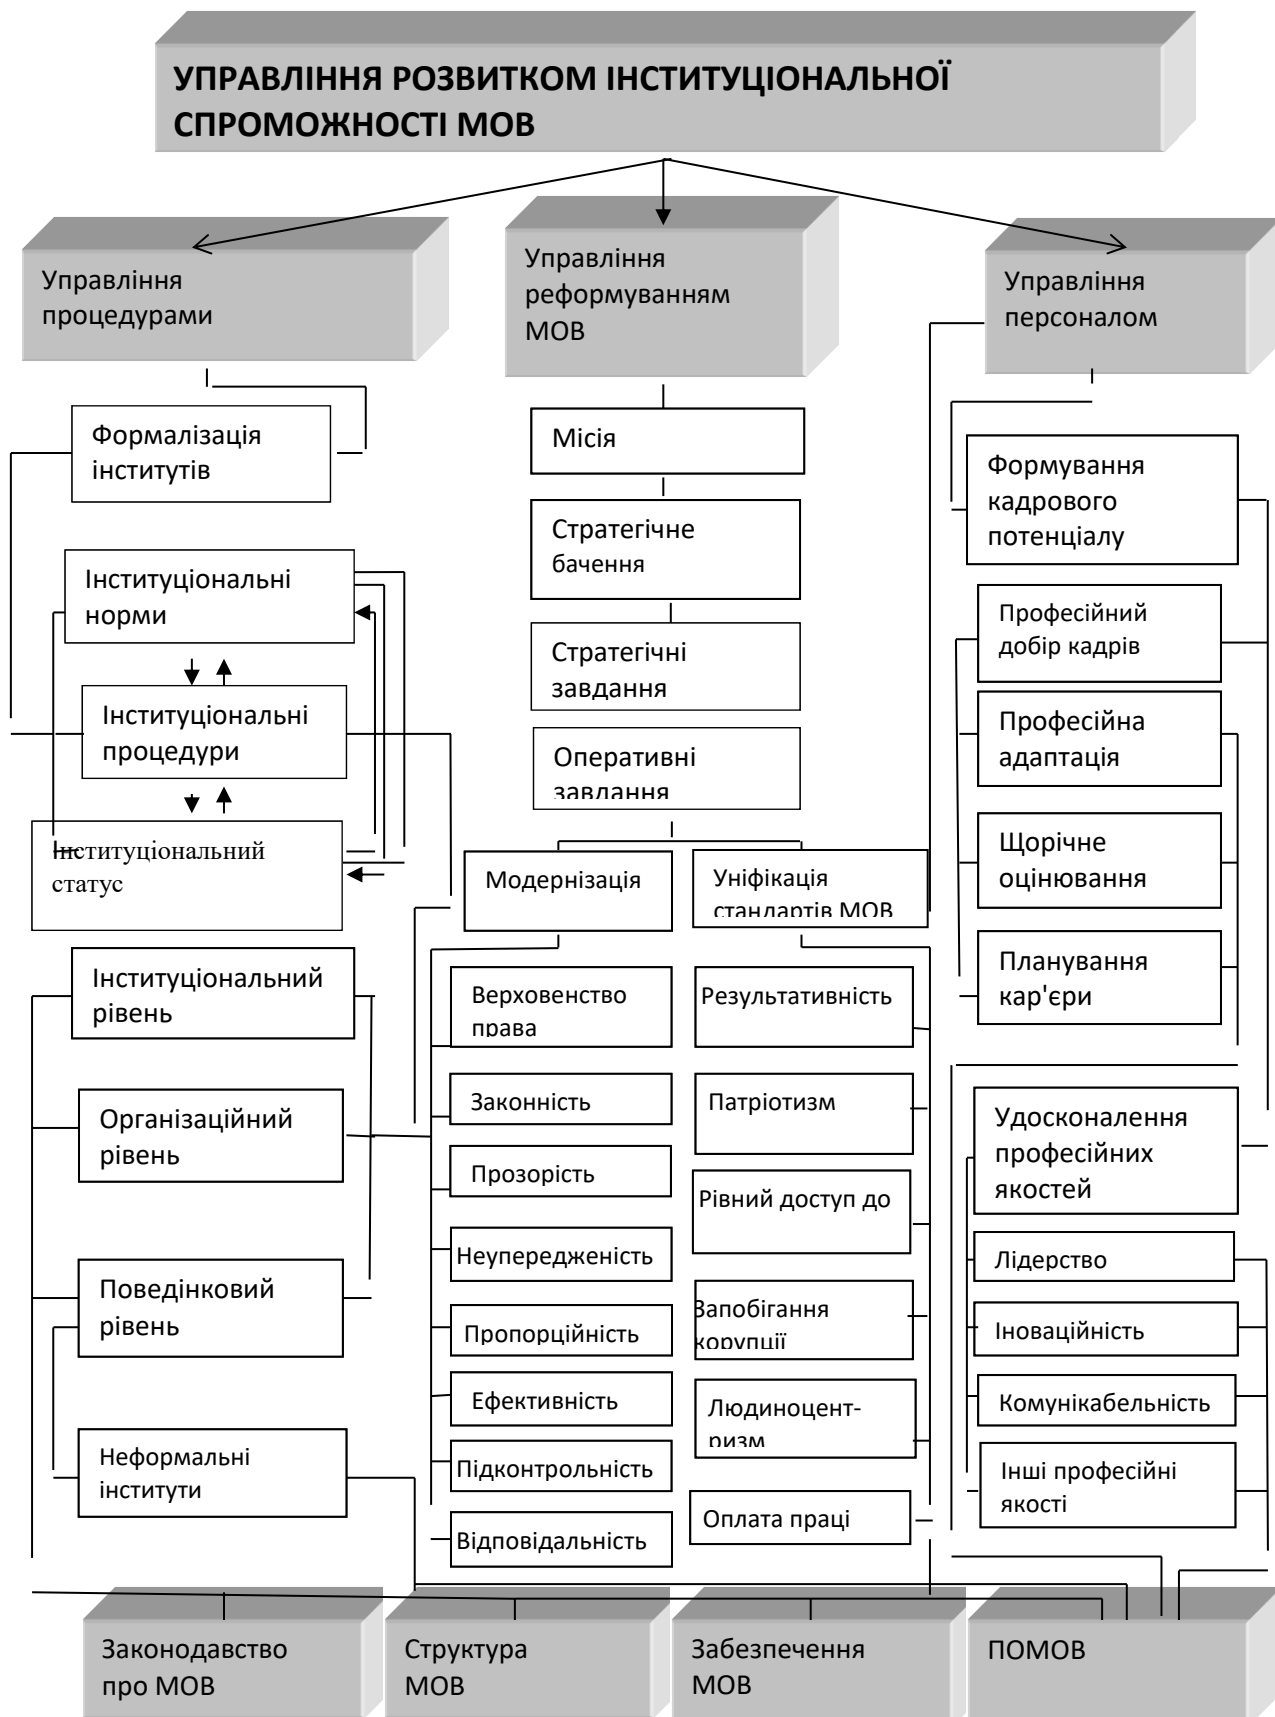 УПРАВЛІННЯ РОЗВИТКОМ ІНСТИТУЦІОНАЛЬНОЇ
СПРОМОЖНОСТІ МОВ
Управління
процедурами
Управління
реформуванням
МОВ
Управління
персоналом
Формалізація
інститутів
Інституціональні
норми
Інституціональні
процедури
Інституціональний
статус
Інституціональний
рівень
Організаційний
рівень
Поведінковий
рівень
Неформальні
інститути
Місія
Стратегічне
бачення
Стратегічні
завдання
Оперативні
завдання
Модернізація
Уніфікація
стандартів МОВ
Верховенство
права
Законність
Прозорість
Неупередженість
Пропорційність
Ефективність
Підконтрольність
Відповідальність
Результативність
Патріотизм
Рівний доступ до
Запобігання
корупції
Людиноцент-
ризм
Оплата праці
Формування
кадрового
потенціалу
Професійний
добір кадрів
Професійна
адаптація
Щорічне
оцінювання
Планування
кар'єри
Удосконалення
професійних
якостей
Лідерство
Іноваційність
Комунікабельність
Інші професійні
якості
Законодавство
про МОВ
Структура
МОВ
Забезпечення
МОВ
ПОМОВ